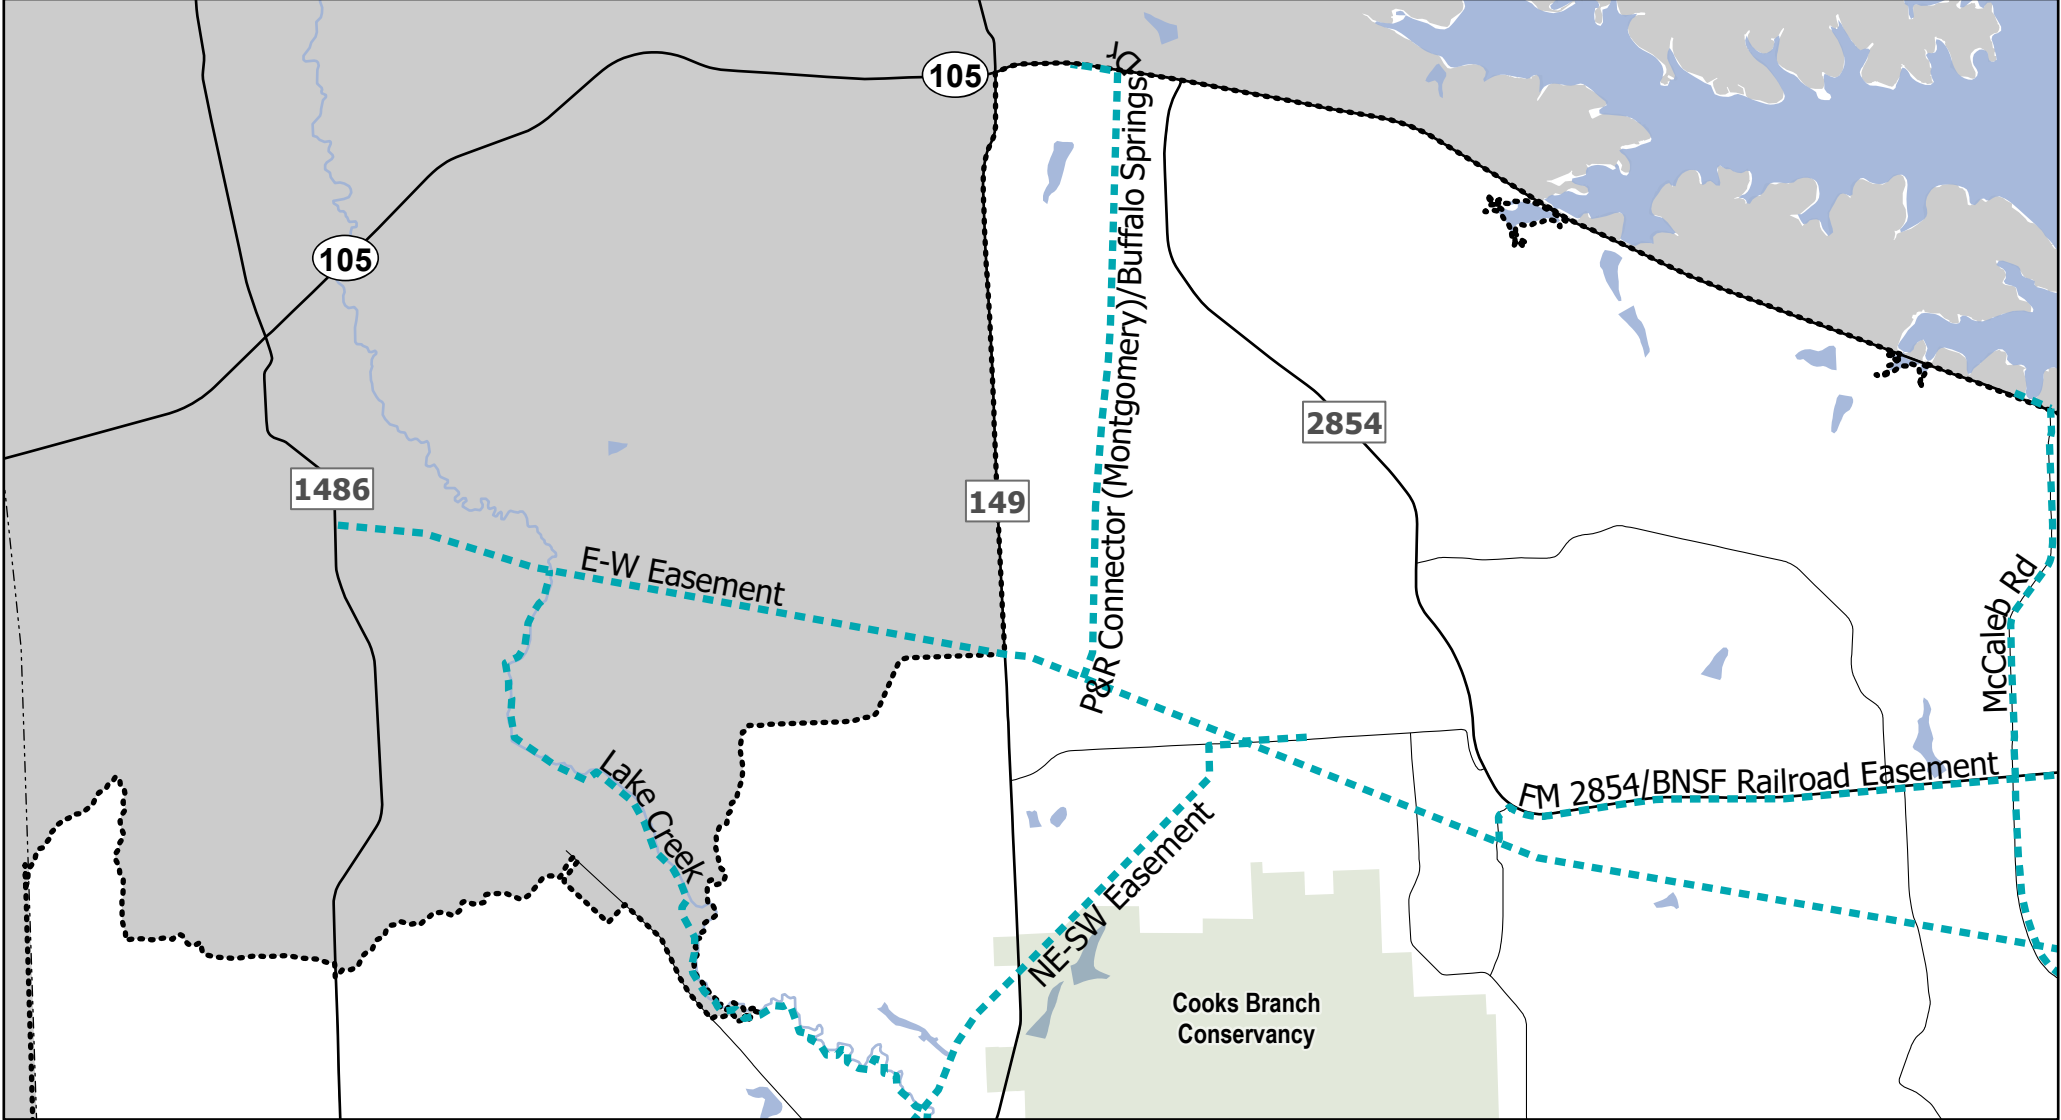 105
P&R Connector (Montgomery)/Buffalo Springs Dr
105
2854
1486
149
E-W Easement
McCaleb Rd
Lake Creek
FM 2854/BNSF Railroad Easement
NE-SW Easement
Cooks Branch
Conservancy